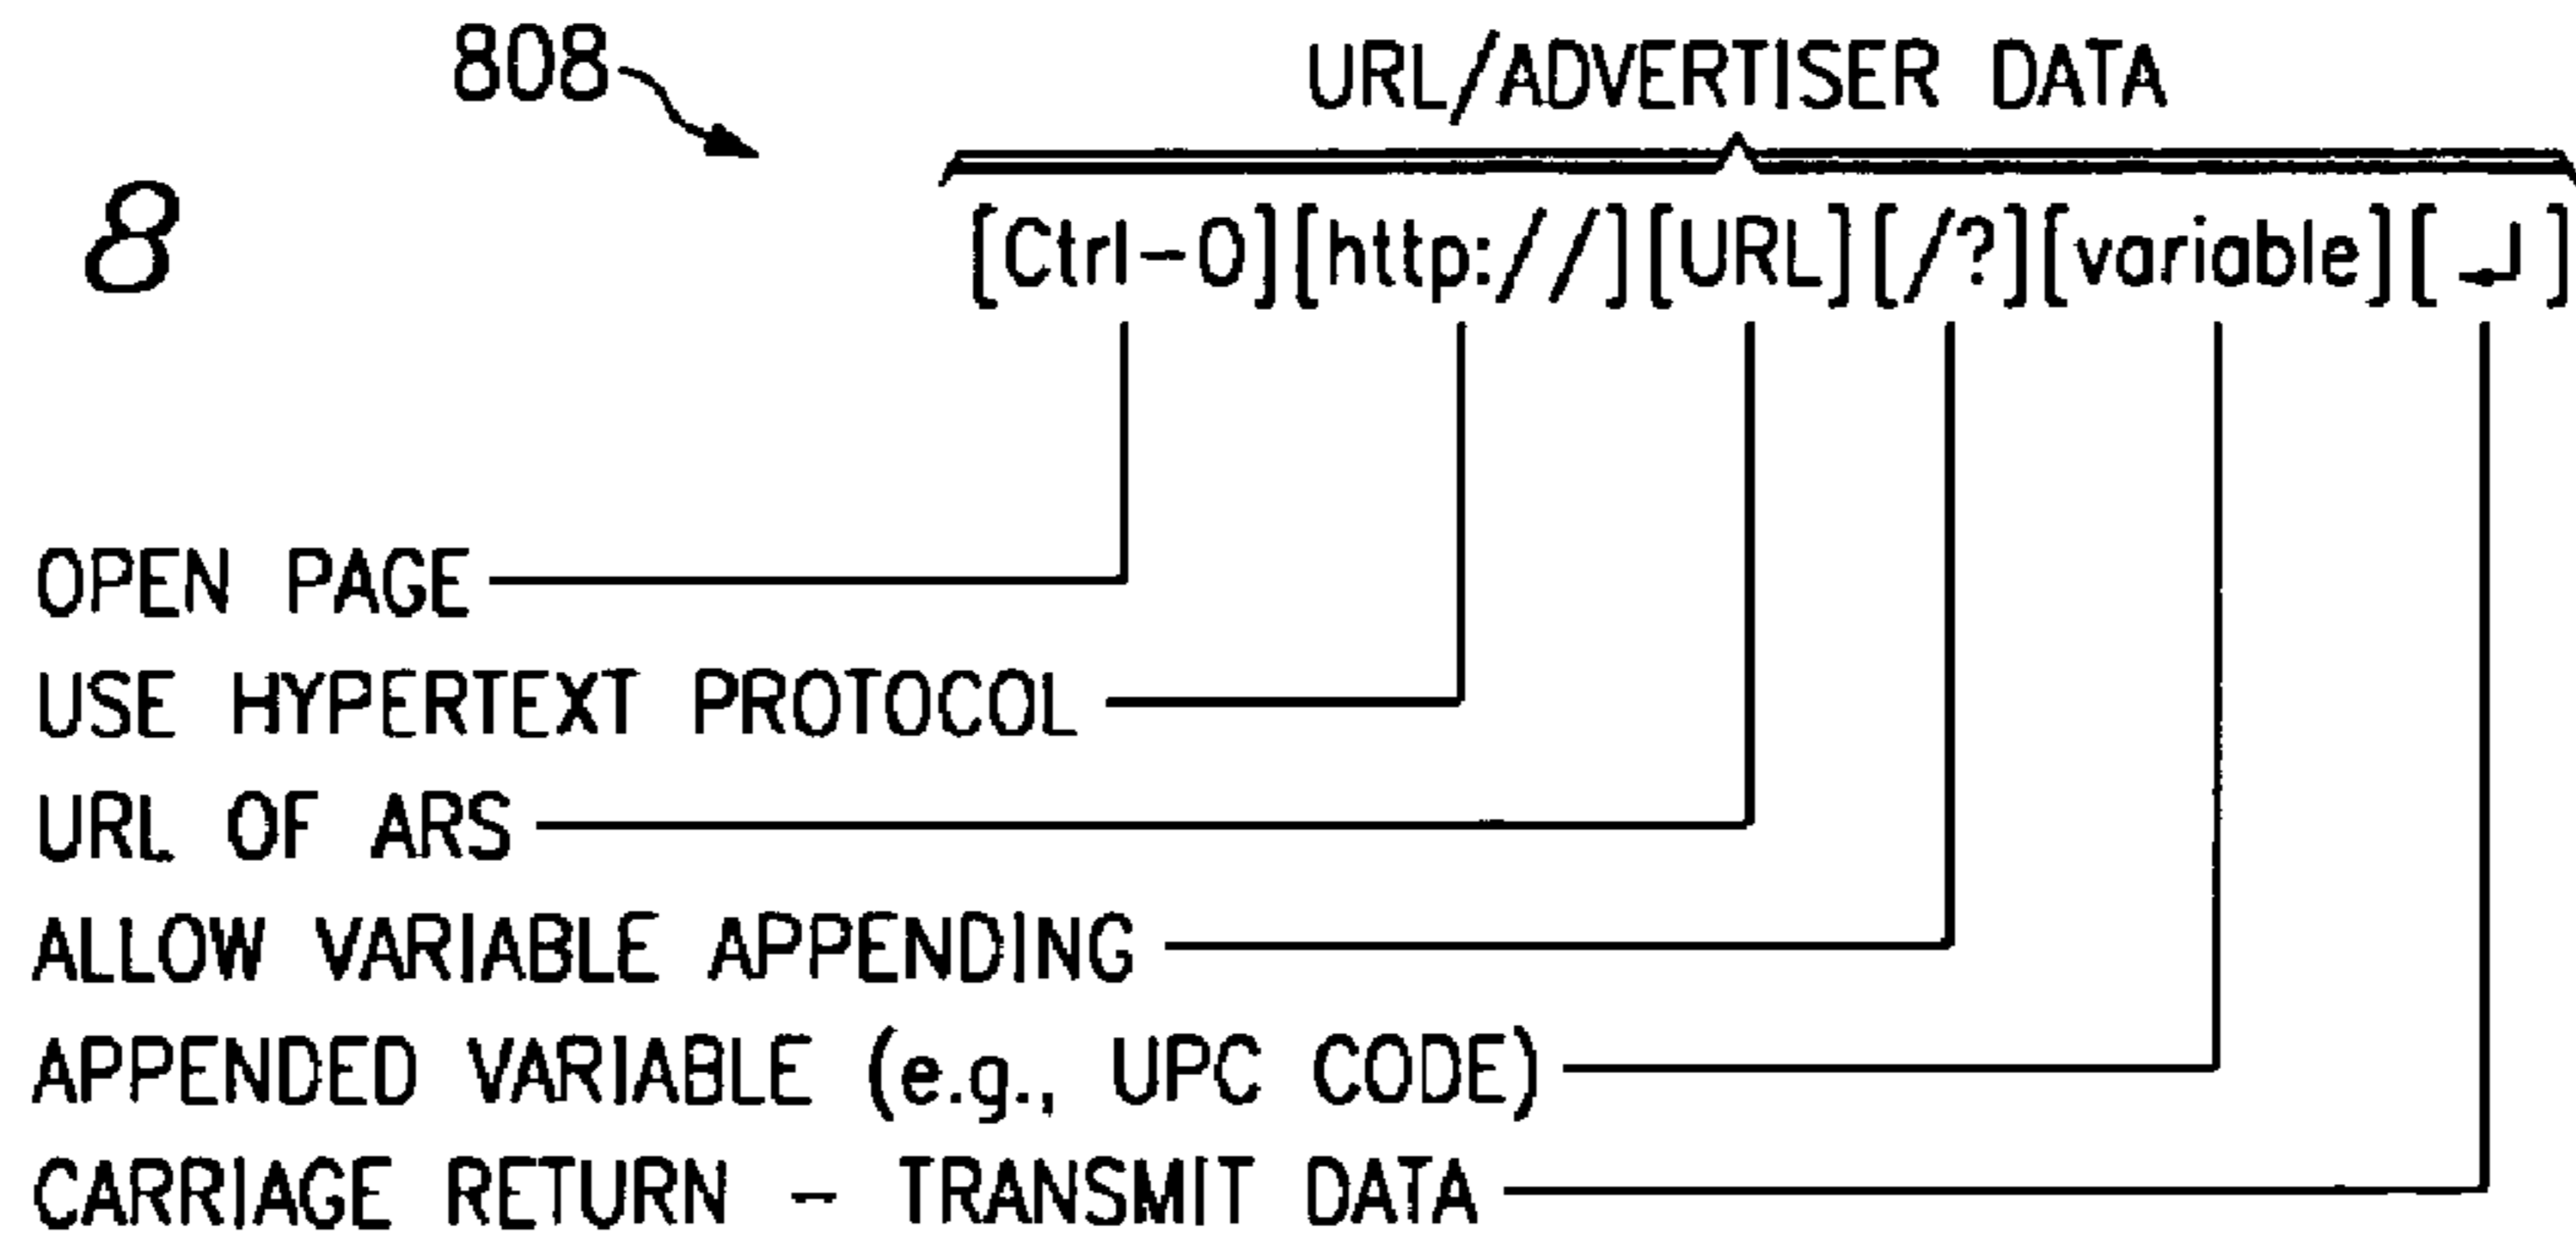 808
URL/ADVERTISER DATA
8
[Ctrl-O][http://][URL][/?][variable][↵]
OPEN PAGE
USE HYPERTEXT PROTOCOL
URL OF ARS
ALLOW VARIABLE APPENDING
APPENDED VARIABLE (e.g., UPC CODE)
CARRIAGE RETURN - TRANSMIT DATA